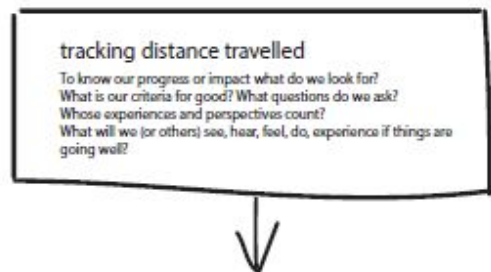 tracking distance travelled
To know our progress or impact what do we look for?
What is our criteria for good? What questions do we ask?
Whose experiences and perspectives count?
What will we (or others) see, hear, feel, do, experience if things are
going well?